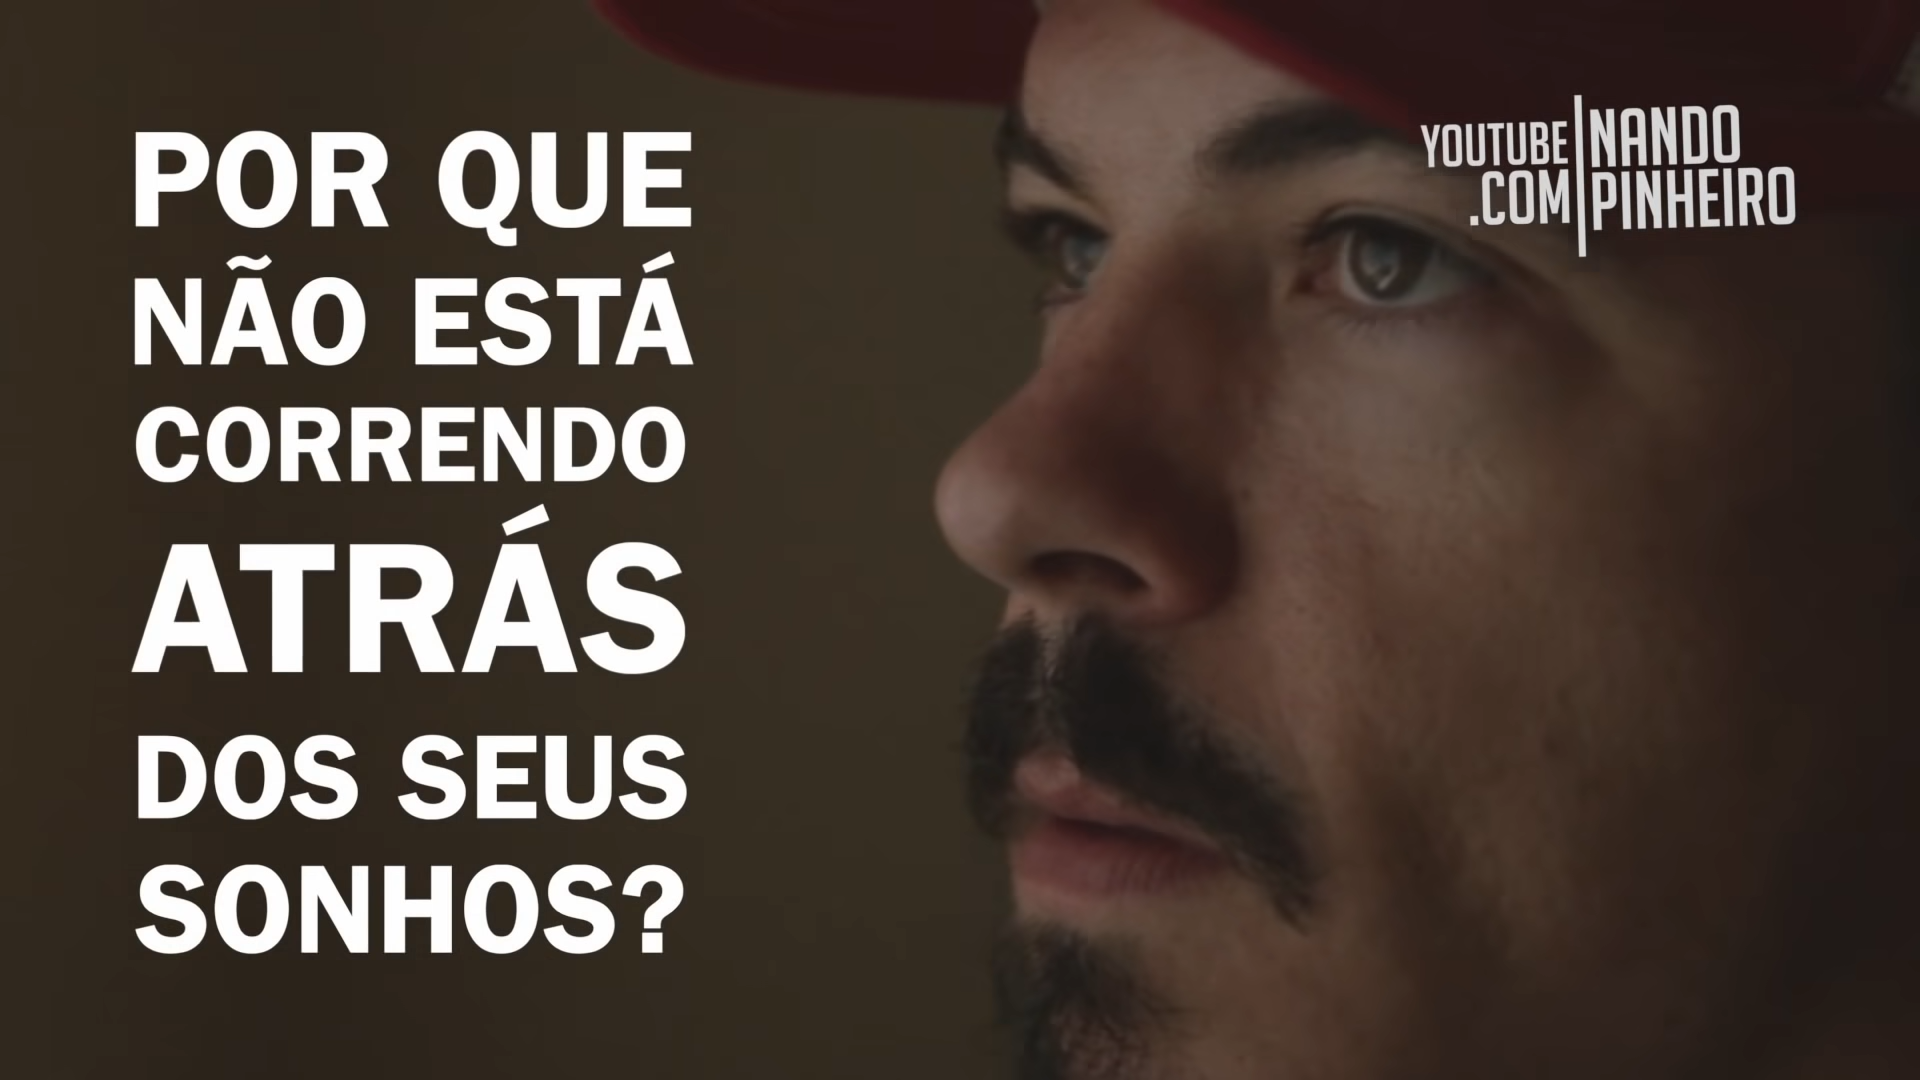 POR QUE
NÃO ESTÁ
CORRENDO
ATRÁS
DOS SEUS
SONHOS?
YOUTUBE
.COM
NANDO
PINHEIRO